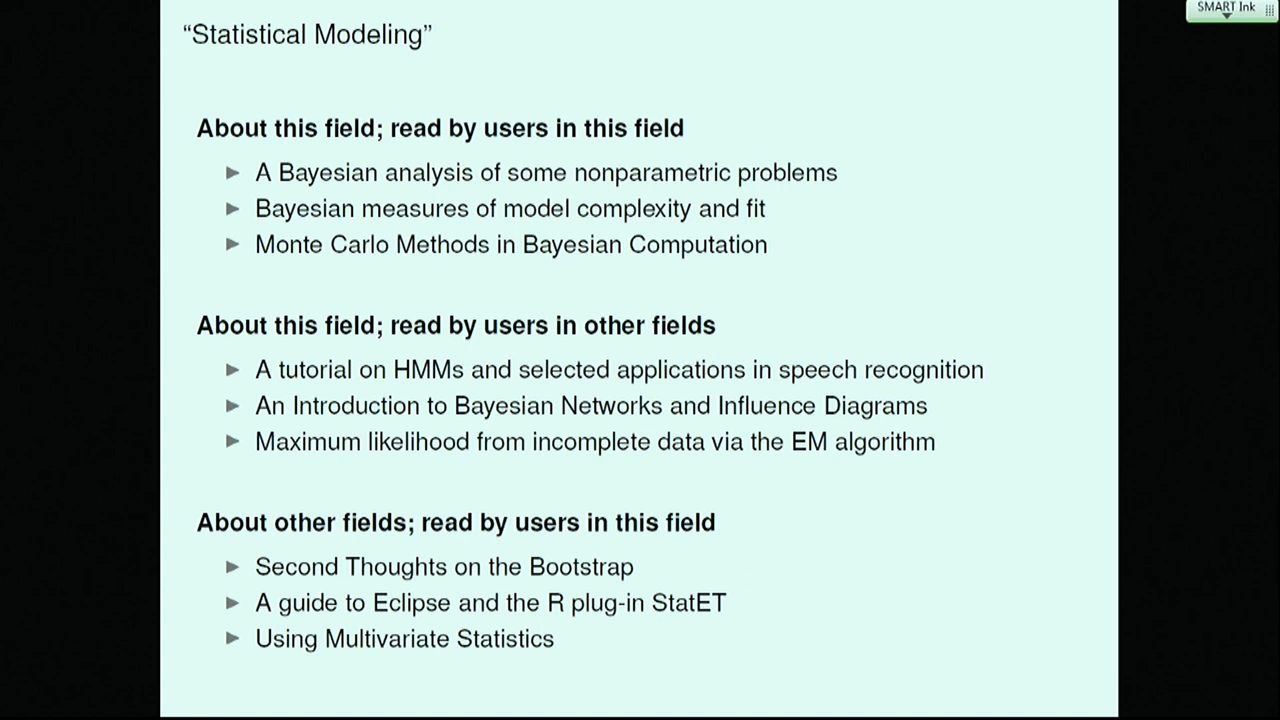 SMART Ink
“Statistical Modeling”
About this field; read by users in this field
A Bayesian analysis of some nonparametric problems
Bayesian measures of model complexity and fit
Monte Carlo Methods in Bayesian Computation
About this field; read by users in other fields
A tutorial on HMMs and selected applications in speech recognition
An Introduction to Bayesian Networks and Influence Diagrams
Maximum likelihood from incomplete data via the EM algorithm
About other fields; read by users in this field
Second Thoughts on the Bootstrap
A guide to Eclipse and the R plug-in StatET
Using Multivariate Statistics